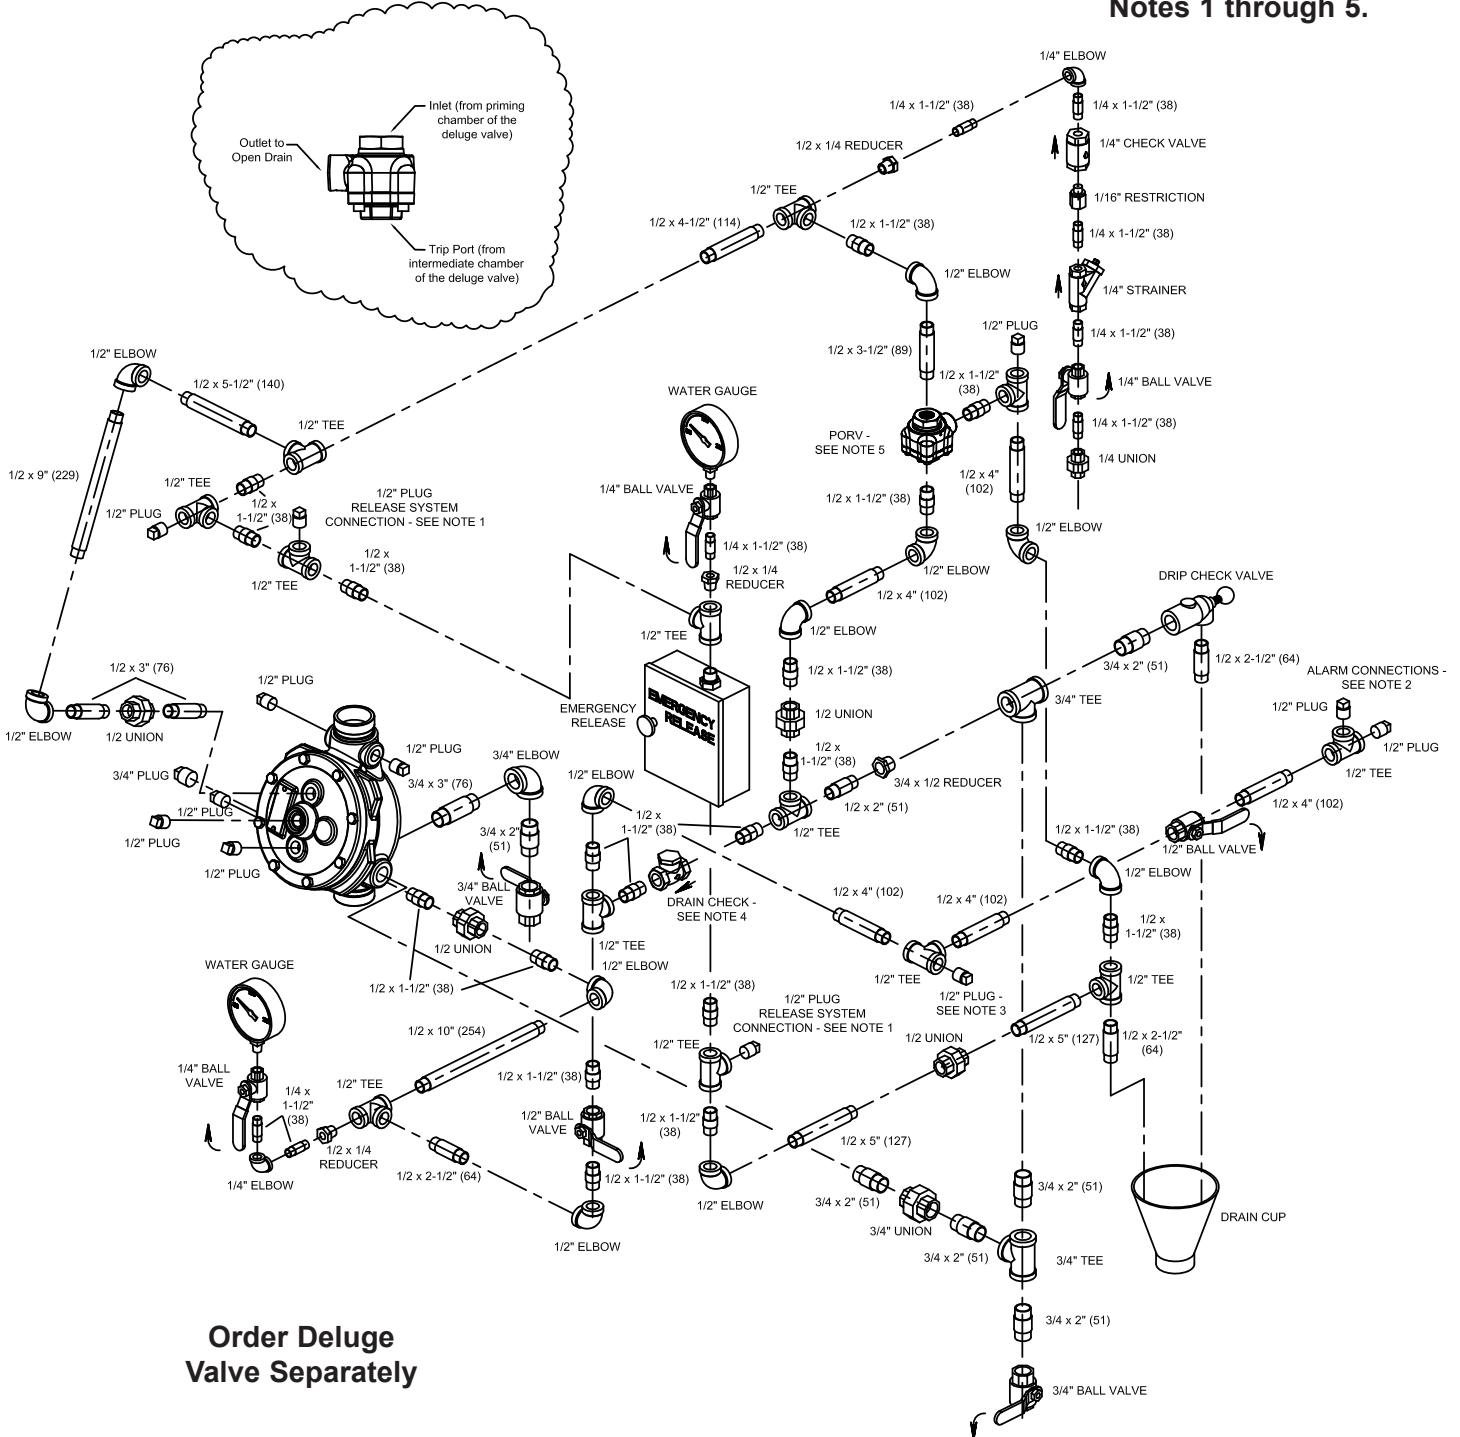 Notes 1 through 5.
1/4" ELBOW
1/4 x 1-1/2" (38)
1/4 x 1-1/2" (38)
Inlet (from priming
chamber of the
deluge valve)
Outlet to
Open Drain
1/2 x 1/4 REDUCER
1/4" CHECK VALVE
1/2" TEE
1/16" RESTRICTION
1/2 x 4-1/2" (114)
1/2 x 1-1/2" (38)
1/4 x 1-1/2" (38)
Trip Port (from
intermediate chamber
of the deluge valve)
1/2" ELBOW
1/4" STRAINER
1/2" PLUG
1/4 x 1-1/2" (38)
1/2" ELBOW
1/2 x 3-1/2" (89)
1/2 x 5-1/2" (140)
1/2 x 1-1/2"
(38)
1/4" BALL VALVE
WATER GAUGE
1/2" TEE
1/4 x 1-1/2" (38)
PORV -
SEE NOTE 5
1/4 UNION
1/2 x 9" (229)
1/2" TEE
1/2 x 4"
(102)
1/4" BALL VALVE
1/2" PLUG
RELEASE SYSTEM
CONNECTION - SEE NOTE 1
1/2 x
1-1/2" (38)
1/2 x 1-1/2" (38)
1/2" PLUG
1/2" ELBOW
1/4 x 1-1/2" (38)
1/2 x
1-1/2" (38)
1/2" ELBOW
1/2 x 1/4
REDUCER
DRIP CHECK VALVE
1/2" TEE
1/2 x 4" (102)
1/2" ELBOW
1/2" TEE
1/2 x 3" (76)
1/2 x 1-1/2" (38)
3/4 x 2" (51)
1/2 x 2-1/2" (64)
ALARM CONNECTIONS -
SEE NOTE 2
1/2" PLUG
3/4" TEE
1/2" PLUG
EMERGENCY
RELEASE
EMERGENCY
RELEASE
1/2 UNION
1/2" ELBOW
1/2 UNION
1/2" PLUG
1/2" PLUG
3/4" ELBOW
1/2 x
1-1/2" (38)
3/4" PLUG
3/4 x 3" (76)
1/2" ELBOW
3/4 x 1/2 REDUCER
1/2" TEE
1/2" PLUG
1/2 x
1-1/2" (38)
1/2 x 2" (51)
1/2 x 4" (102)
3/4 x 2"
(51)
1/2" TEE
1/2 x 1-1/2" (38)
1/2" PLUG
1/2" BALL VALVE
1/2" PLUG
3/4" BALL
VALVE
1/2" ELBOW
DRAIN CHECK -
SEE NOTE 4
1/2 x 4" (102)
1/2 x 4" (102)
1/2 x
1-1/2" (38)
1/2 UNION
1/2" TEE
1/2" ELBOW
1/2" TEE
1/2" TEE
WATER GAUGE
1/2 x 1-1/2" (38)
1/2 x 1-1/2" (38)
1/2" PLUG
RELEASE SYSTEM
CONNECTION - SEE NOTE 1
1/2" PLUG -
SEE NOTE 3
1/2 x 10" (254)
1/2 UNION
1/2 x 5" (127)
1/2 x 2-1/2"
(64)
1/2" TEE
1/4" BALL
VALVE
1/2" TEE
1/2 x 1-1/2" (38)
1/4 x
1-1/2"
(38)
1/2" BALL
VALVE
1/2 x 1-1/2"
(38)
1/2 x 5" (127)
1/2 x 1/4
REDUCER
1/2 x 2-1/2" (64)
1/2 x 1-1/2" (38)
1/4" ELBOW
3/4 x 2" (51)
1/2" ELBOW
3/4 x 2" (51)
3/4" UNION
DRAIN CUP
1/2" ELBOW
3/4 x 2" (51)
3/4" TEE
3/4 x 2" (51)
Order Deluge
Valve Separately
3/4" BALL VALVE